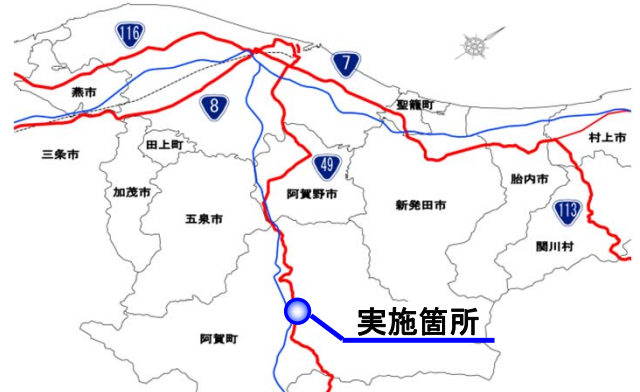 116
7
燕市
8
聖籠町
三条市
田上町
村上市
49
加茂市
阿賀野市
胎内市
五泉市
新発田市
113
関川村
実施箇所
阿賀町